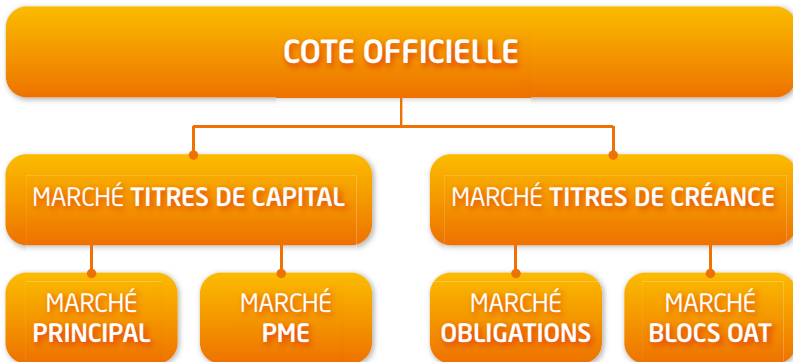 COTE OFFICIELLE
MARCHÉ TITRES DE CAPITAL
MARCHÉ TITRES DE CRÉANCE
MARCHÉ
PRINCIPAL
MARCHÉ
PME
MARCHÉ
OBLIGATIONS
MARCHÉ
BLOCS OAT